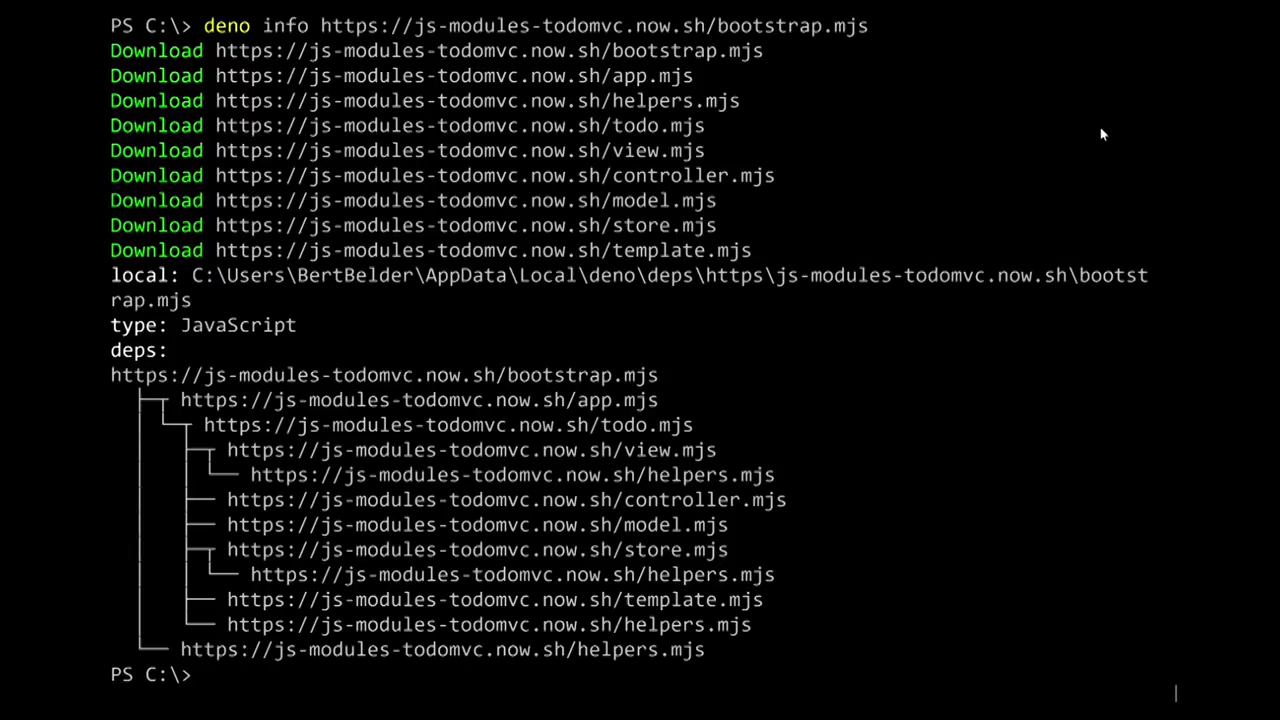 PS C:\> deno info https://js-modules-todomvc.now.sh/bootstrap.mjs
Download https://js-modules-todomvc.now.sh/bootstrap.mjs
Download https://js-modules-todomvc.now.sh/app.mjs
Download https://js-modules-todomvc.now.sh/helpers.mjs
Download https://js-modules-todomvc.now.sh/todo.mjs
Download https://js-modules-todomvc.now.sh/view.mjs
Download https://js-modules-todomvc.now.sh/controller.mjs
Download https://js-modules-todomvc.now.sh/model.mjs
Download https://js-modules-todomvc.now.sh/store.mjs
Download https://js-modules-todomvc.now.sh/template.mjs
local: C:\Users\BertBelder\AppData\Local\deno\deps\https\js-modules-todomvc.now.sh\bootst
rap.mjs
type: JavaScript
deps:
https://js-modules-todomvc.now.sh/bootstrap.mjs
https://js-modules-todomvc.now.sh/app.mjs
https://js-modules-todomvc.now.sh/todo.mjs
https://js-modules-todomvc.now.sh/view.mjs
https://js-modules-todomvc.now.sh/helpers.mjs
https://js-modules-todomvc.now.sh/controller.mjs
https://js-modules-todomvc.now.sh/model.mjs
https://js-modules-todomvc.now.sh/store.mjs
https://js-modules-todomvc.now.sh/helpers.mjs
https://js-modules-todomvc.now.sh/template.mjs
https://js-modules-todomvc.now.sh/helpers.mjs
https://js-modules-todomvc.now.sh/helpers.mjs
PS C:\>